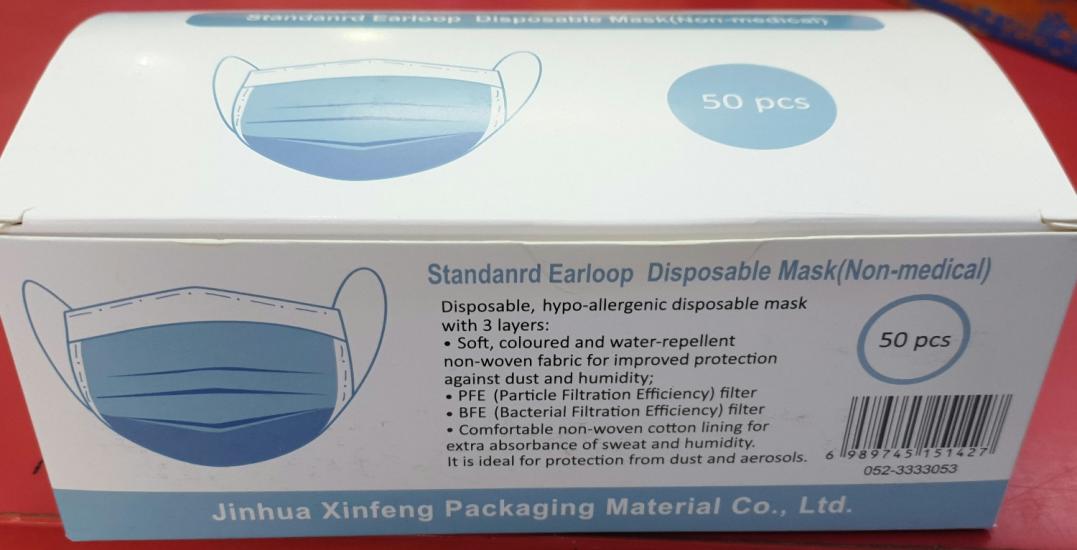 Standanrd Earloop Disposable Mask(Non-medical)
50 pcs
Standanrd Earloop Disposable Mask(Non-medical)
Disposable, hypo-allergenic disposable mask
with 3 layers:
• Soft, coloured and water-repellent
non-woven fabric for improved protection
against dust and humidity;
• PFE (Particle Filtration Efficiency) filter
• BFE (Bacterial Filtration Efficiency) filter
• Comfortable non-woven cotton lining for
extra absorbance of sweat and humidity.
It is ideal for protection from dust and aerosols.
50 pcs
6 989745 151427
052-3333053
Jinhua Xinfeng Packaging Material Co., Ltd.